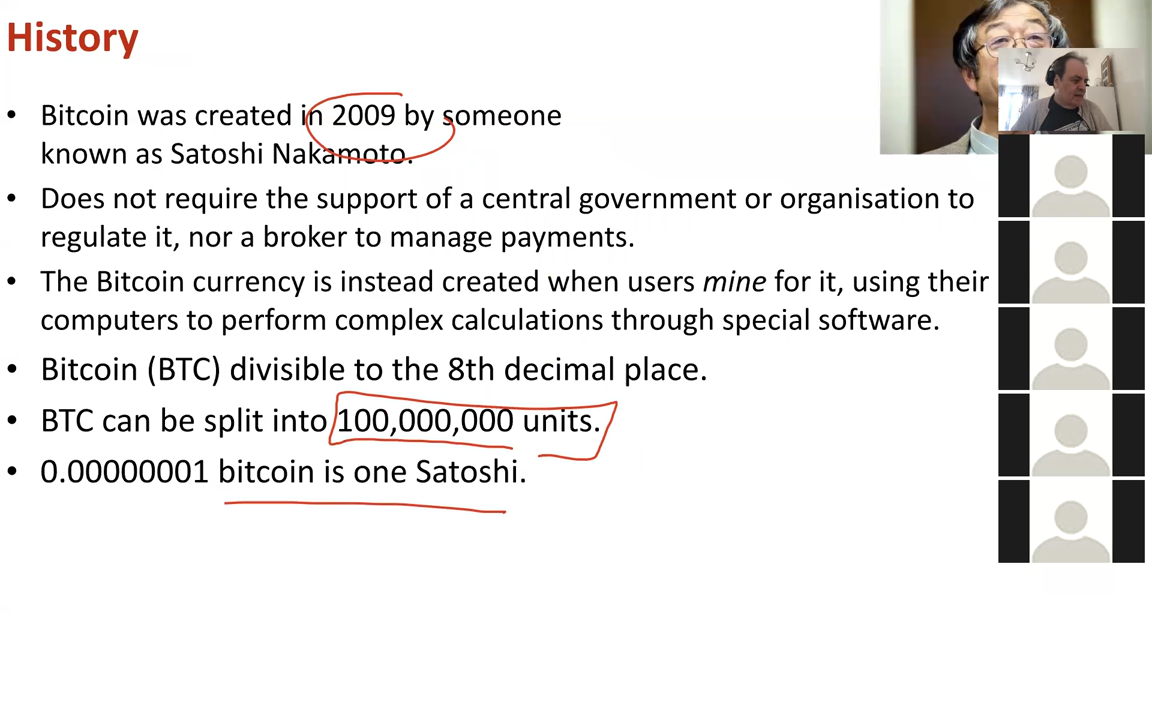 History
• Bitcoin was created in 2009 by someone
known as Satoshi Nakamoto.
• Does not require the support of a central government or organisation to
regulate it, nor a broker to manage payments.
• The Bitcoin currency is instead created when users mine for it, using their
computers to perform complex calculations through special software.
• Bitcoin (BTC) divisible to the 8th decimal place.
• BTC can be split into 100,000,000 units.
• 0.00000001 bitcoin is one Satoshi.